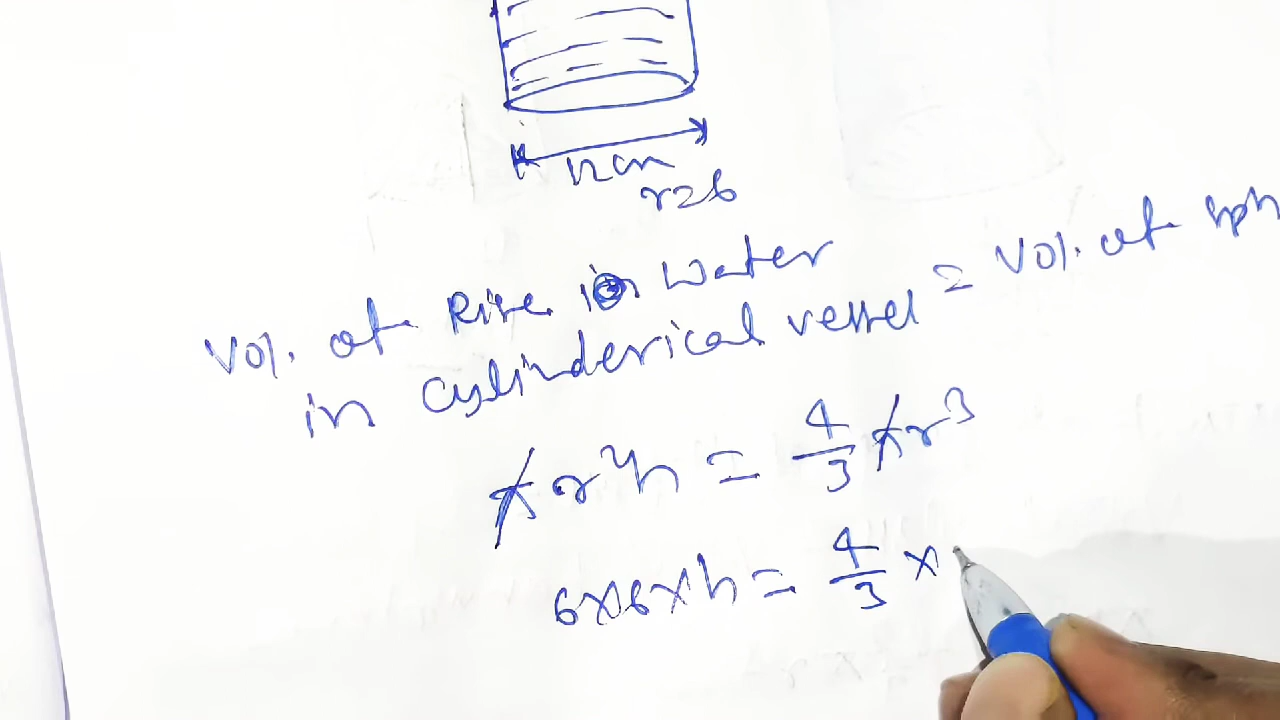 12cm
r=6
Vol. of Rise in Water
in Cylinderical vessel = Vol. of sph
πr²h = 4/3 πr³
6×6×h = 4/3 ×